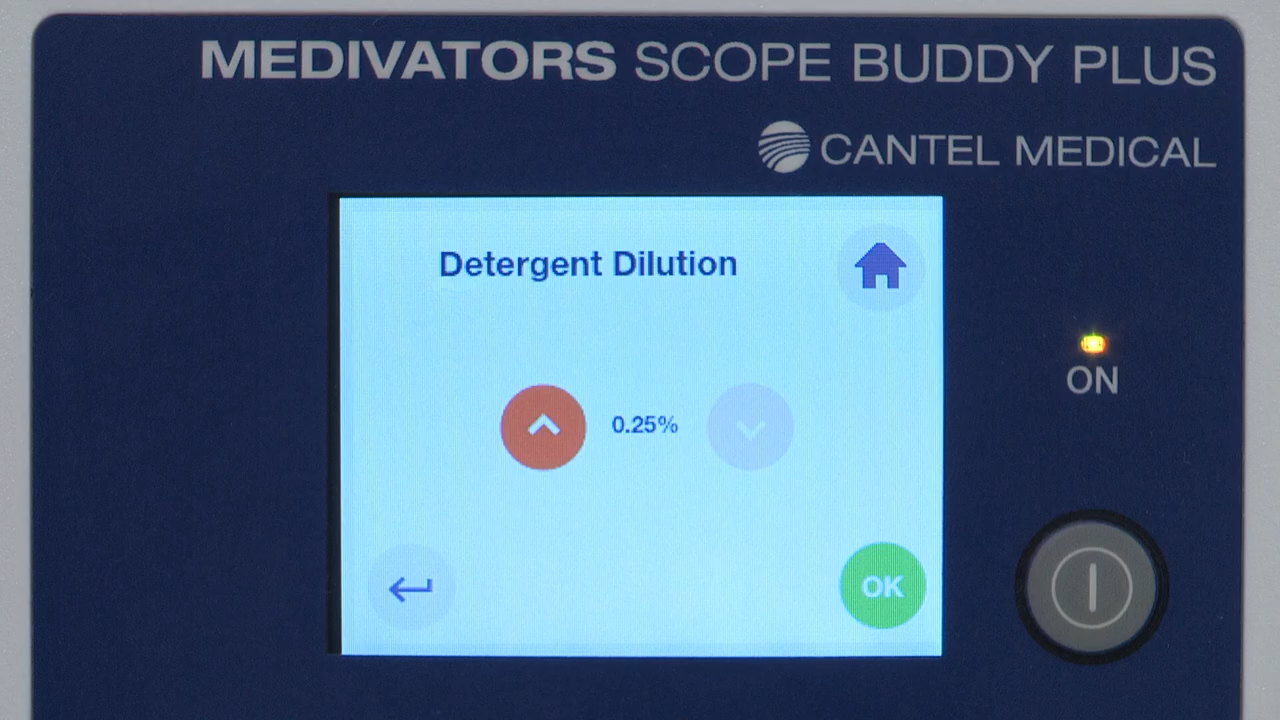 MEDIVATORS SCOPE BUDDY PLUS
CANTEL MEDICAL
Detergent Dilution
0.25%
ON
OK